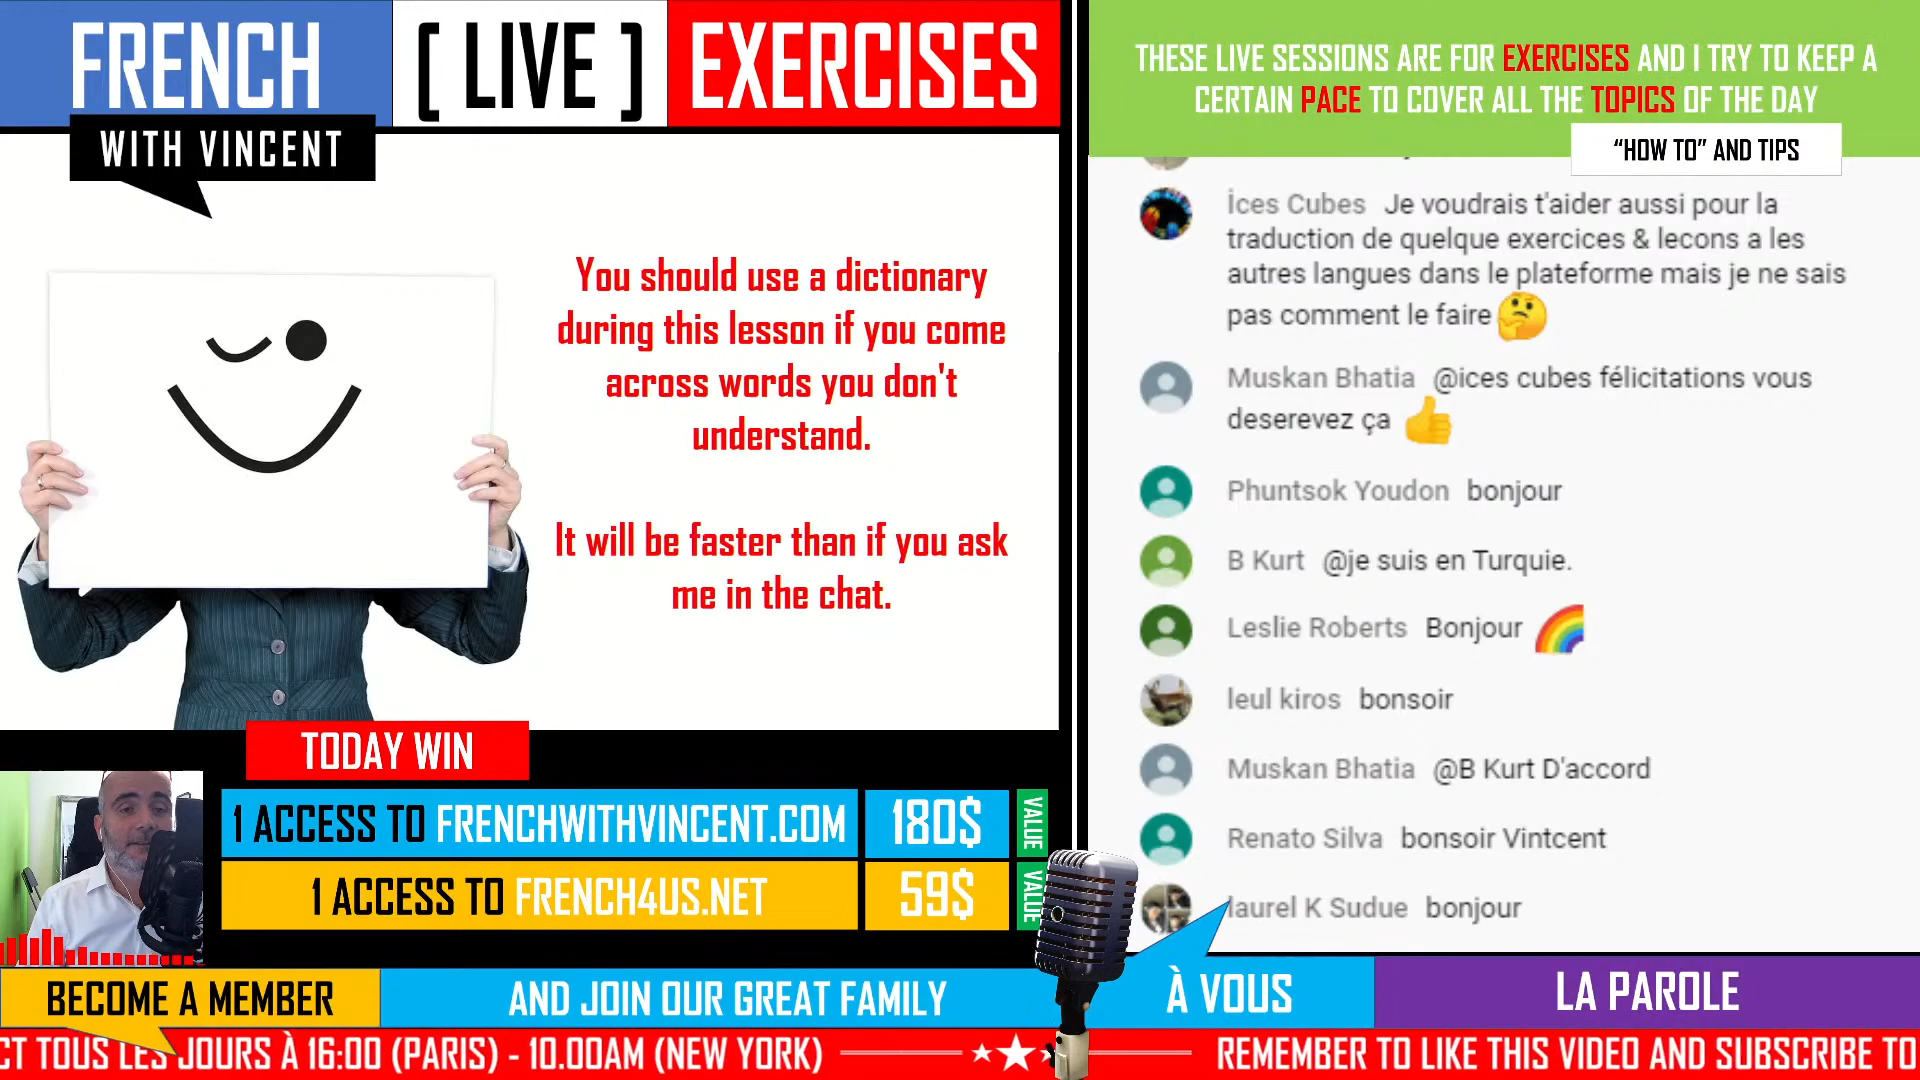 FRENCH
[ LIVE ]
EXERCISES
WITH VINCENT
You should use a dictionary
during this lesson if you come
across words you don't
understand.
It will be faster than if you ask
me in the chat.
TODAY WIN
1 ACCESS TO FRENCHWITHVINCENT.COM 180$ VALUE
1 ACCESS TO FRENCH4US.NET 59$ VALUE
THESE LIVE SESSIONS ARE FOR EXERCISES AND I TRY TO KEEP A
CERTAIN PACE TO COVER ALL THE TOPICS OF THE DAY
“HOW TO” AND TIPS
İces Cubes Je voudrais t'aider aussi pour la
traduction de quelque exercices & lecons a les
autres langues dans le plateforme mais je ne sais
pas comment le faire 🤔
Muskan Bhatia @ices cubes félicitations vous
deserevez ça 👍
Phuntsok Youdon bonjour
B Kurt @je suis en Turquie.
Leslie Roberts Bonjour 🌈
leul kiros bonsoir
Muskan Bhatia @B Kurt D'accord
Renato Silva bonsoir Vintcent
laurel K Sudue bonjour
BECOME A MEMBER
AND JOIN OUR GREAT FAMILY
À VOUS
LA PAROLE
CT TOUS LES JOURS À 16:00 (PARIS) - 10.00AM (NEW YORK)
REMEMBER TO LIKE THIS VIDEO AND SUBSCRIBE TO